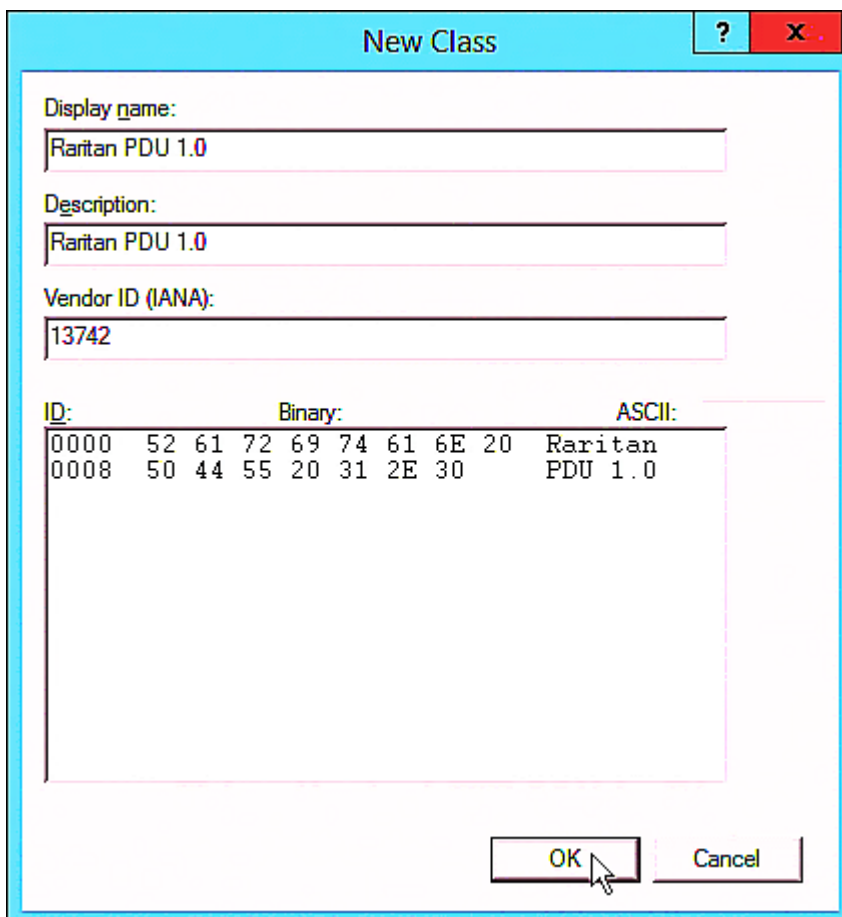 New Class
?
x
Display name:
Raritan PDU 1.0
Description:
Raritan PDU 1.0
Vendor ID (IANA):
13742
ID: Binary: ASCII:
0000 52 61 72 69 74 61 6E 20 Raritan
0008 50 44 55 20 31 2E 30 PDU 1.0
OK Cancel